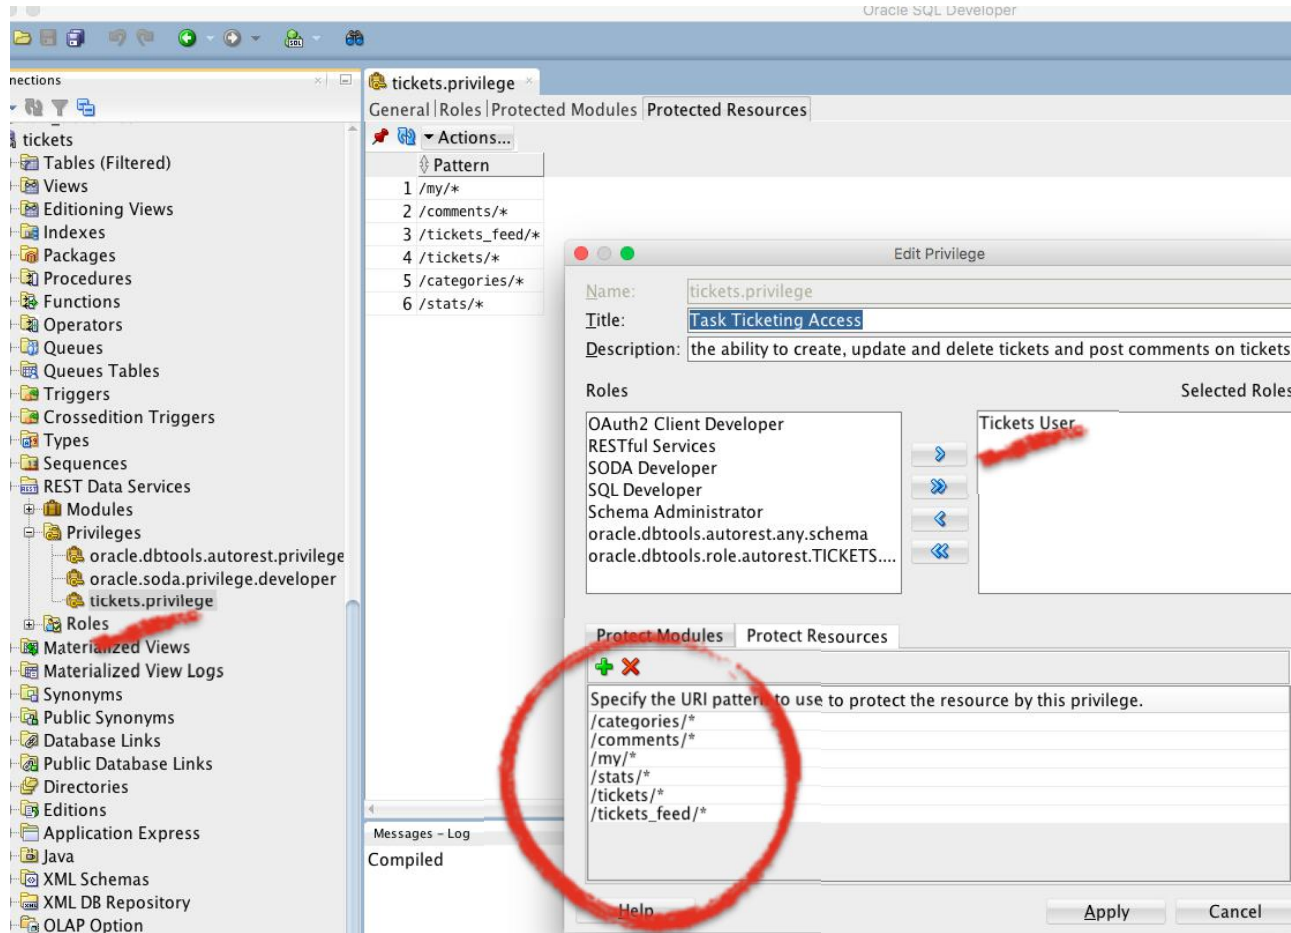 Oracle SQL Developer
nections
tickets
Tables (Filtered)
Views
Editioning Views
Indexes
Packages
Procedures
Functions
Operators
Queues
Queues Tables
Triggers
Crossedition Triggers
Types
Sequences
REST Data Services
Modules
Privileges
oracle.dbtools.autorest.privilege
oracle.soda.privilege.developer
tickets.privilege
Roles
Materialized Views
Materialized View Logs
Synonyms
Public Synonyms
Database Links
Public Database Links
Directories
Editions
Application Express
Java
XML Schemas
XML DB Repository
OLAP Option
tickets.privilege
General Roles Protected Modules Protected Resources
Actions...
Pattern
1 /my/*
2 /comments/*
3 /tickets_feed/*
4 /tickets/*
5 /categories/*
6 /stats/*
Messages - Log
Compiled
Edit Privilege
Name: tickets.privilege
Title: Task Ticketing Access
Description: the ability to create, update and delete tickets and post comments on tickets
Roles
Selected Roles
OAuth2 Client Developer
RESTful Services
SODA Developer
SQL Developer
Schema Administrator
oracle.dbtools.autorest.any.schema
oracle.dbtools.role.autorest.TICKETS....
Tickets User
Protect Modules Protect Resources
Specify the URI pattern to use to protect the resource by this privilege.
/categories/*
/comments/*
/my/*
/stats/*
/tickets/*
/tickets_feed/*
Help
Apply
Cancel